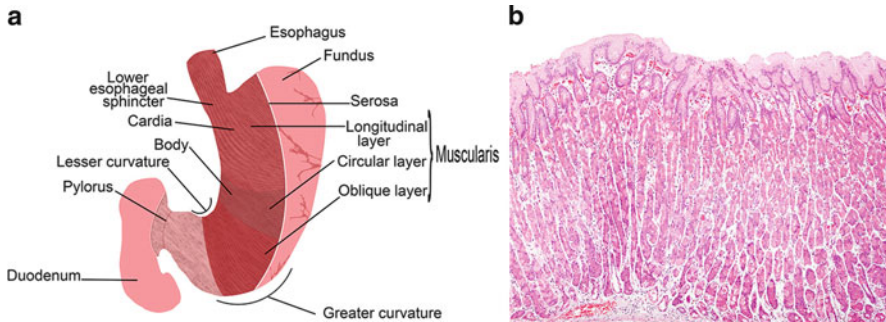 a
b
Esophagus
Fundus
Lower
esophageal
sphincter
Serosa
Cardia
Longitudinal
layer
Muscularis
Body
Circular layer
Lesser curvature
Pylorus
Oblique layer
Duodenum
Greater curvature